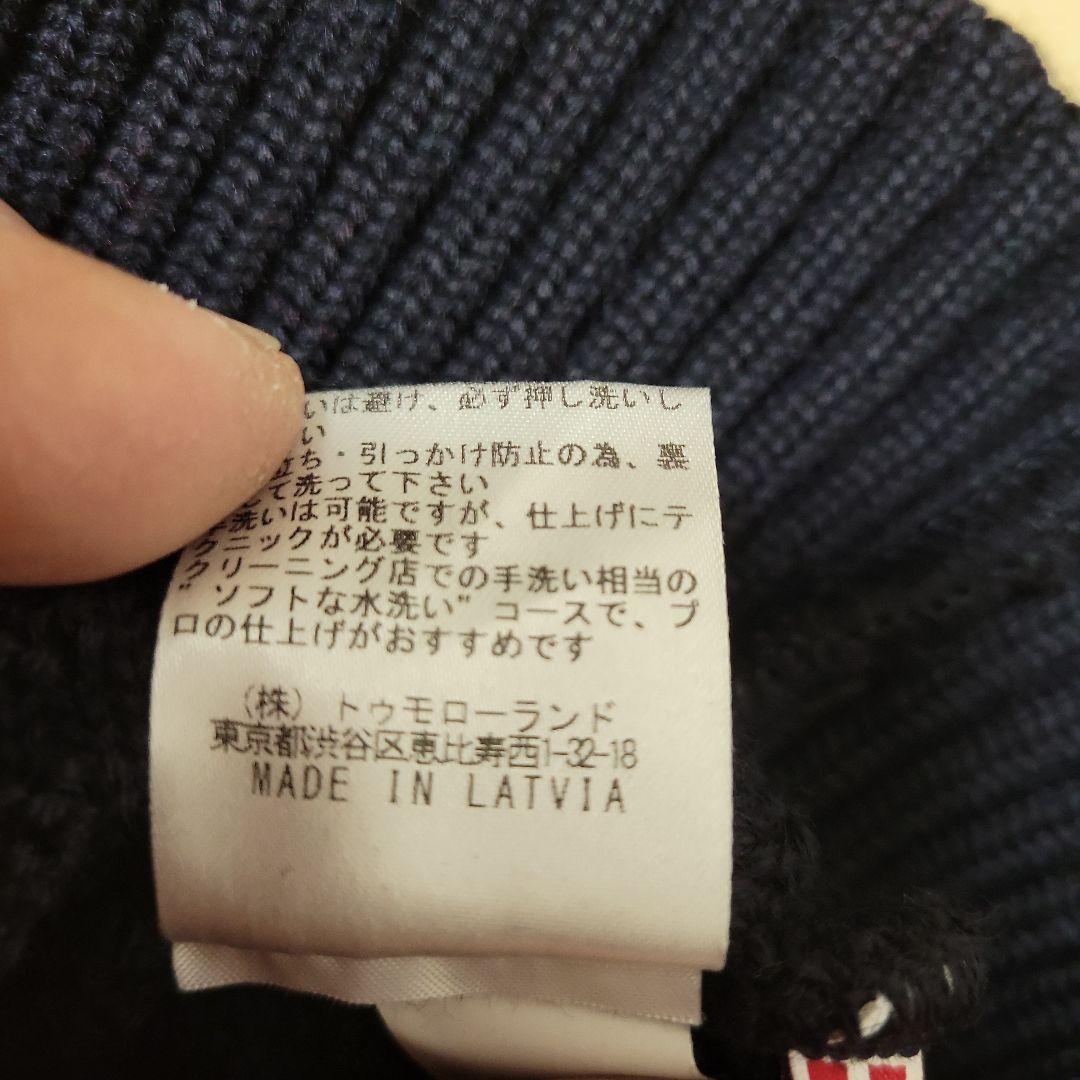 いは避け、必ず押し洗いし
い
立ち・引っかけ防止の為、裏
して洗って下さい
手洗いは可能ですが、仕上げにテ
クニックが必要です
クリーニング店での手洗い相当の
"ソフトな水洗い"コースで、プ
ロの仕上げがおすすめです
(株)トゥモローランド
東京都渋谷区恵比寿西1-32-18
MADE IN LATVIA